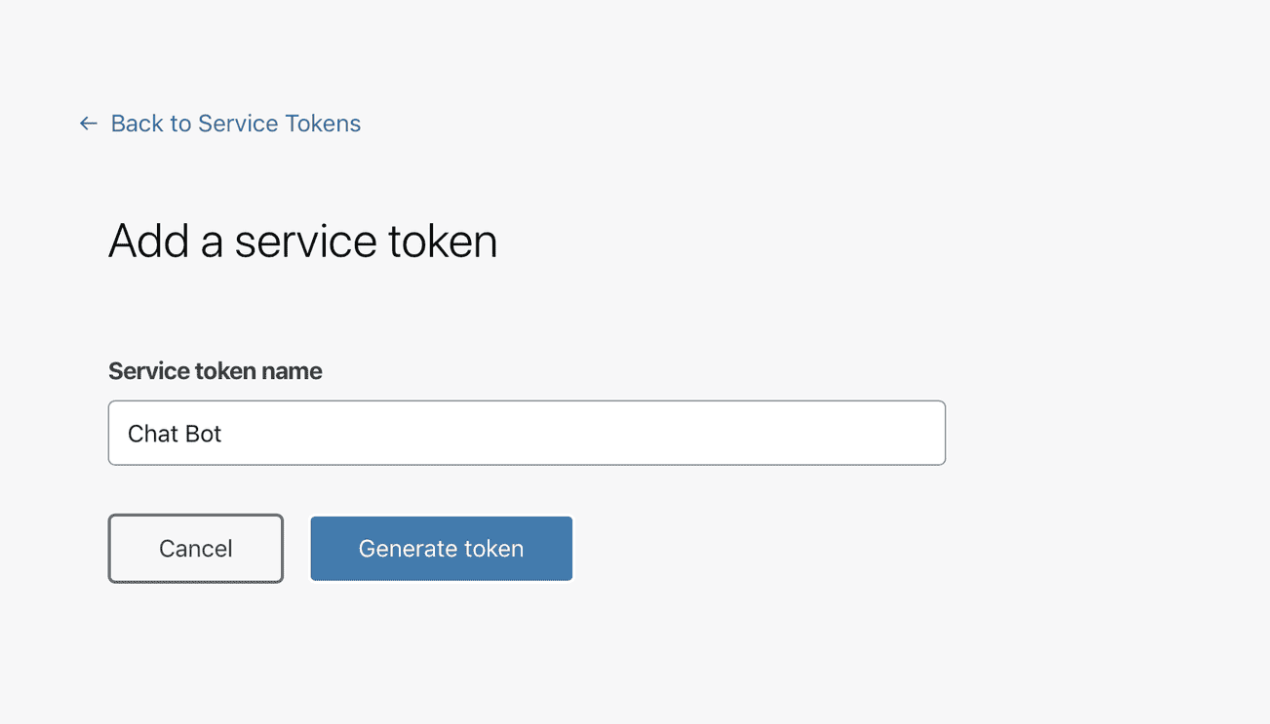 ← Back to Service Tokens
Add a service token
Service token name
Chat Bot
Cancel
Generate token